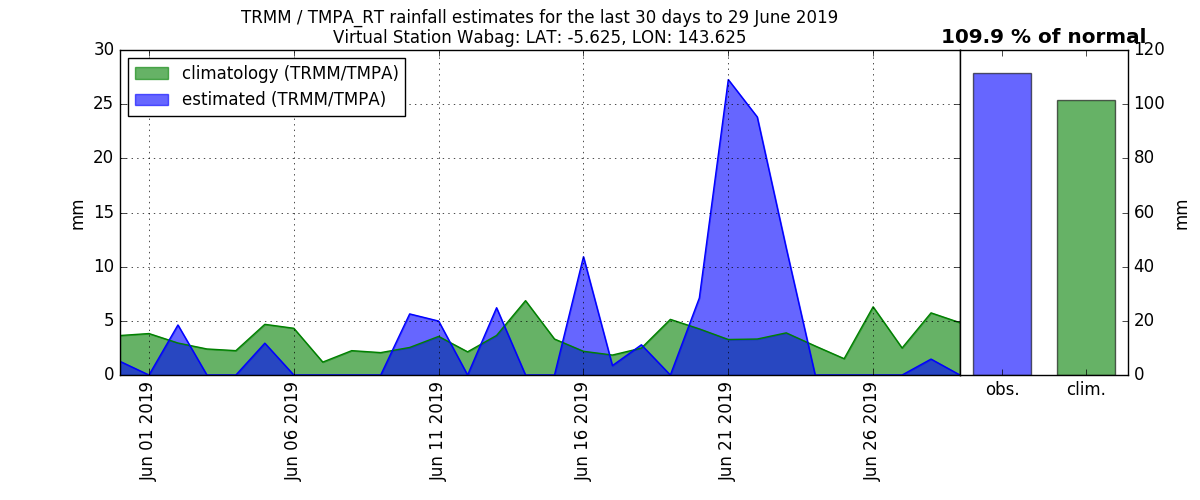 TRMM / TMPA_RT rainfall estimates for the last 30 days to 29 June 2019
Virtual Station Wabag: LAT: -5.625, LON: 143.625
109.9 % of normal
climatology (TRMM/TMPA)
estimated (TRMM/TMPA)
30
25
20
15
10
5
0
mm
120
100
80
60
40
20
0
mm
Jun 01 2019
Jun 06 2019
Jun 11 2019
Jun 16 2019
Jun 21 2019
Jun 26 2019
obs.
clim.